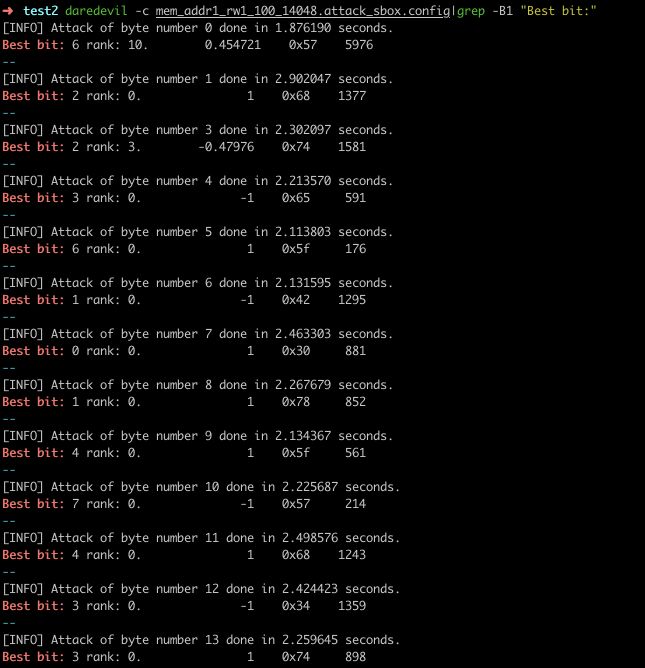 ➜ test2 daredevil -c mem_addr1_rw1_100_14048.attack_sbox.config|grep -B1 "Best bit:"
[INFO] Attack of byte number 0 done in 1.876190 seconds.
Best bit: 6 rank: 10. 0.454721 0x57 5976
--
[INFO] Attack of byte number 1 done in 2.902047 seconds.
Best bit: 2 rank: 0. 1 0x68 1377
--
[INFO] Attack of byte number 3 done in 2.302097 seconds.
Best bit: 2 rank: 3. -0.47976 0x74 1581
--
[INFO] Attack of byte number 4 done in 2.213570 seconds.
Best bit: 3 rank: 0. -1 0x65 591
--
[INFO] Attack of byte number 5 done in 2.113803 seconds.
Best bit: 6 rank: 0. 1 0x5f 176
--
[INFO] Attack of byte number 6 done in 2.131595 seconds.
Best bit: 1 rank: 0. -1 0x42 1295
--
[INFO] Attack of byte number 7 done in 2.463303 seconds.
Best bit: 0 rank: 0. 1 0x30 881
--
[INFO] Attack of byte number 8 done in 2.267679 seconds.
Best bit: 1 rank: 0. 1 0x78 852
--
[INFO] Attack of byte number 9 done in 2.134367 seconds.
Best bit: 4 rank: 0. 1 0x5f 561
--
[INFO] Attack of byte number 10 done in 2.225687 seconds.
Best bit: 7 rank: 0. -1 0x57 214
--
[INFO] Attack of byte number 11 done in 2.498576 seconds.
Best bit: 4 rank: 0. 1 0x68 1243
--
[INFO] Attack of byte number 12 done in 2.424423 seconds.
Best bit: 3 rank: 0. -1 0x34 1359
--
[INFO] Attack of byte number 13 done in 2.259645 seconds.
Best bit: 3 rank: 0. 1 0x74 898